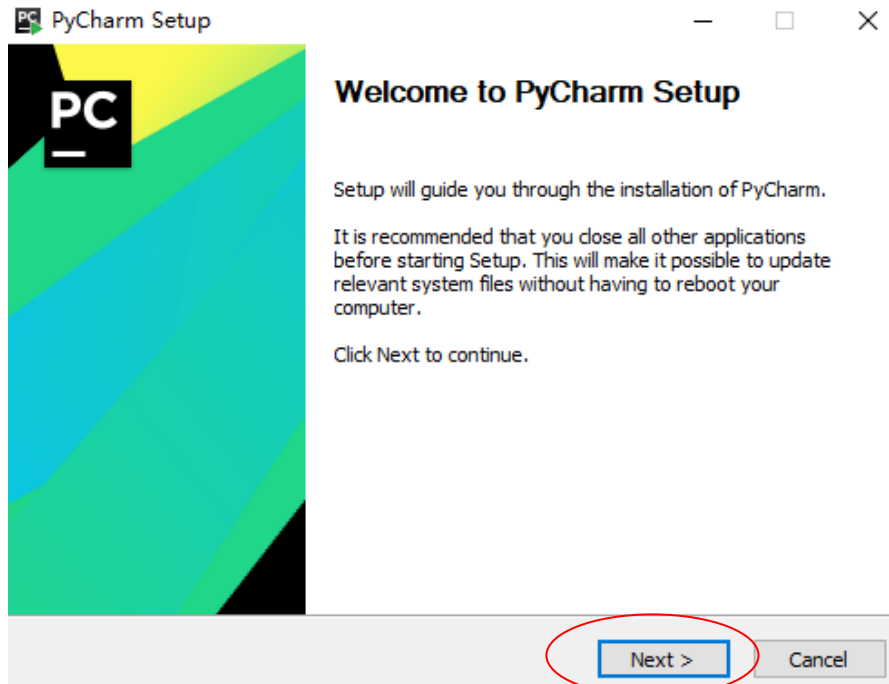 PyCharm Setup
PC
Welcome to PyCharm Setup
Setup will guide you through the installation of PyCharm.
It is recommended that you close all other applications
before starting Setup. This will make it possible to update
relevant system files without having to reboot your
computer.
Click Next to continue.
Next >
Cancel